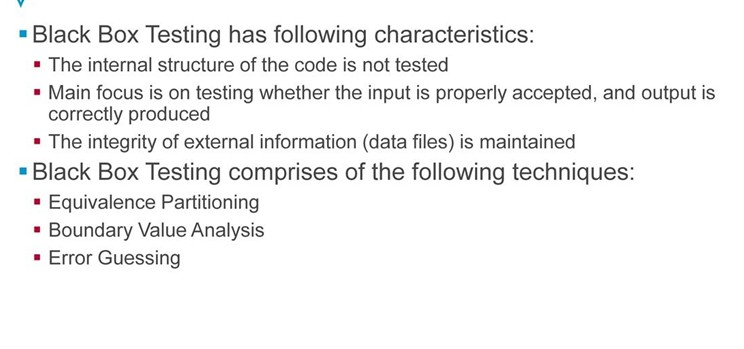 Black Box Testing has following characteristics:
The internal structure of the code is not tested
Main focus is on testing whether the input is properly accepted, and output is
correctly produced
The integrity of external information (data files) is maintained
Black Box Testing comprises of the following techniques:
Equivalence Partitioning
Boundary Value Analysis
Error Guessing